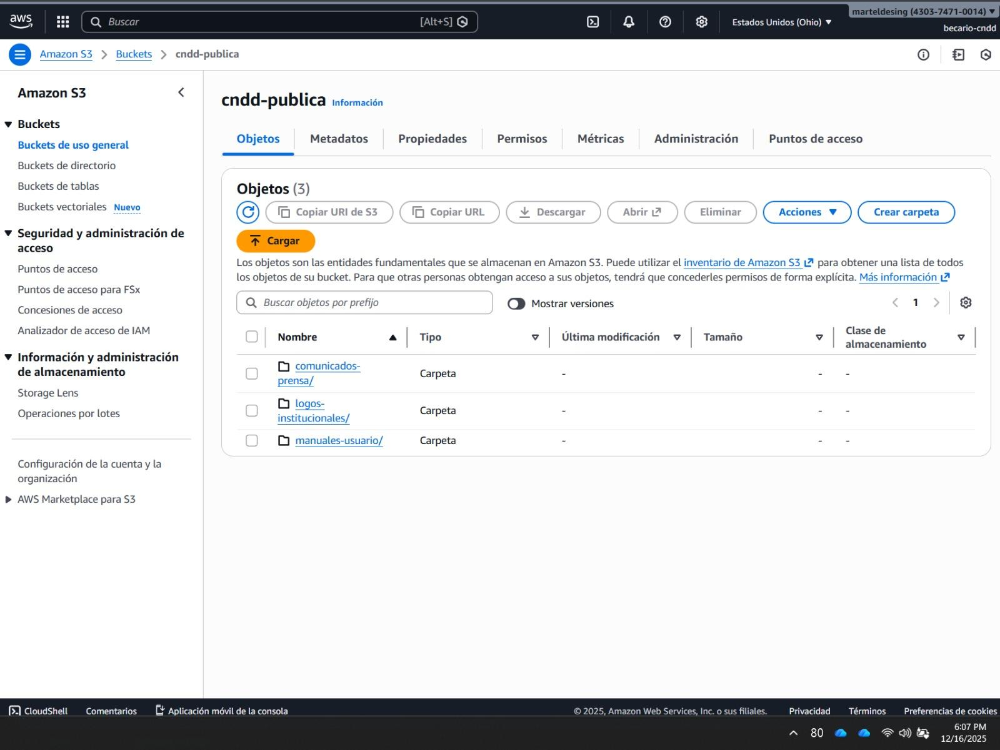 aws
Buscar [Alt+S]
Estados Unidos (Ohio)
marteldesing (4303-7471-0014)
becario-cndd
Amazon S3
Buckets
cndd-publica
Amazon S3
Buckets
Buckets de uso general
Buckets de directorio
Buckets de tablas
Buckets vectoriales Nuevo
Seguridad y administración de
acceso
Puntos de acceso
Puntos de acceso para FSx
Concesiones de acceso
Analizador de acceso de IAM
Información y administración
de almacenamiento
Storage Lens
Operaciones por lotes
Configuración de la cuenta y la
organización
AWS Marketplace para S3
cndd-publica Información
Objetos Metadatos Propiedades Permisos Métricas Administración Puntos de acceso
Objetos (3)
Copiar URI de S3 Copiar URL Descargar Abrir Eliminar Acciones Crear carpeta
Cargar
Los objetos son las entidades fundamentales que se almacenan en Amazon S3. Puede utilizar el inventario de Amazon S3 para obtener una lista de todos
los objetos de su bucket. Para que otras personas obtengan acceso a sus objetos, tendrá que concederles permisos de forma explícita. Más información
Buscar objetos por prefijo Mostrar versiones 1
Nombre Tipo Última modificación Tamaño Clase de
almacenamiento
comunicados-
prensa/ Carpeta - - -
logos-
institucionales/ Carpeta - - -
manuales-usuario/ Carpeta - - -
CloudShell Comentarios Aplicación móvil de la consola © 2025, Amazon Web Services, Inc. o sus filiales. Privacidad Términos Preferencias de cookies
80
6:07 PM
12/16/2025